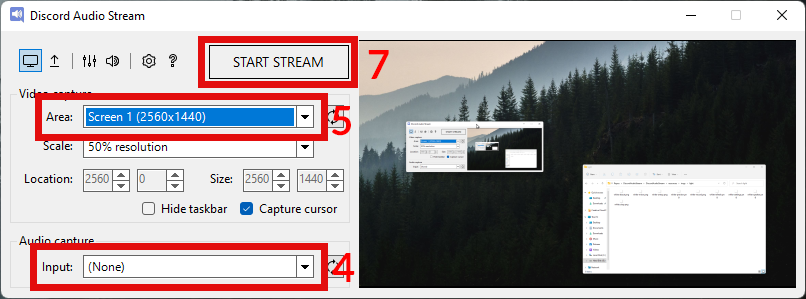 Discord Audio Stream
START STREAM
7
Video capture
Area: Screen 1 (2560x1440)
5
Scale: 50% resolution
Location: 2560 0 Size: 2560 1440
Hide taskbar Capture cursor
Audio capture
Input: (None)
4